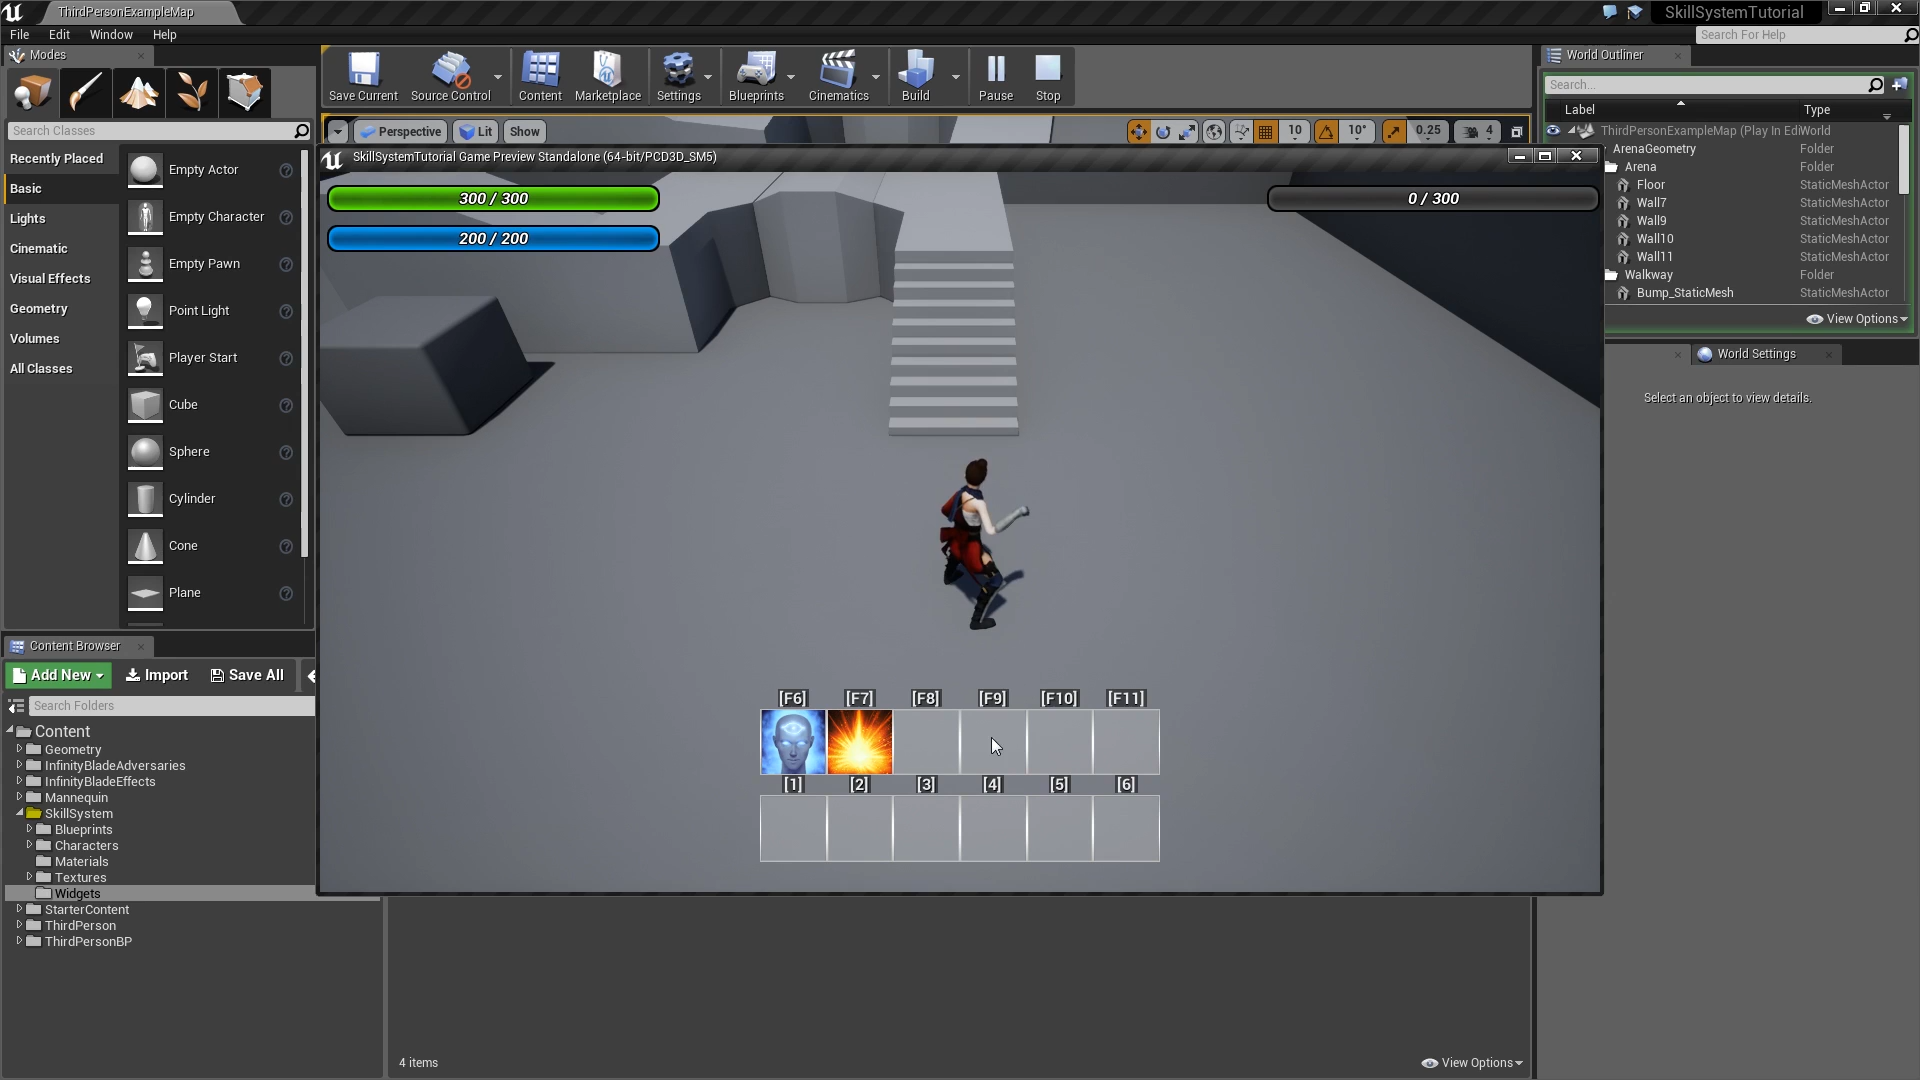 ThirdPersonExampleMap
SkillSystemTutorial
File Edit Window Help
Search For Help
Modes
Save Current Source Control Content Marketplace Settings Blueprints Cinematics Build Pause Stop
World Outliner
Search...
Search Classes
Perspective Lit Show
10 10° 0.25 4
Label Type
ThirdPersonExampleMap (Play In Edi World
ArenaGeometry Folder
Arena Folder
Floor StaticMeshActor
Wall7 StaticMeshActor
Wall9 StaticMeshActor
Wall10 StaticMeshActor
Wall11 StaticMeshActor
Walkway Folder
Bump_StaticMesh StaticMeshActor
View Options
World Settings
Select an object to view details.
Recently Placed
Basic
Lights
Cinematic
Visual Effects
Geometry
Volumes
All Classes
Empty Actor
Empty Character
Empty Pawn
Point Light
Player Start
Cube
Sphere
Cylinder
Cone
Plane
SkillSystemTutorial Game Preview Standalone (64-bit/PCD3D_SM5)
300 / 300
0 / 300
200 / 200
[F6] [F7] [F8] [F9] [F10] [F11]
[1] [2] [3] [4] [5] [6]
Content Browser
Add New Import Save All
Search Folders
Content
Geometry
InfinityBladeAdversaries
InfinityBladeEffects
Mannequin
SkillSystem
Blueprints
Characters
Materials
Textures
Widgets
StarterContent
ThirdPerson
ThirdPersonBP
4 items
View Options